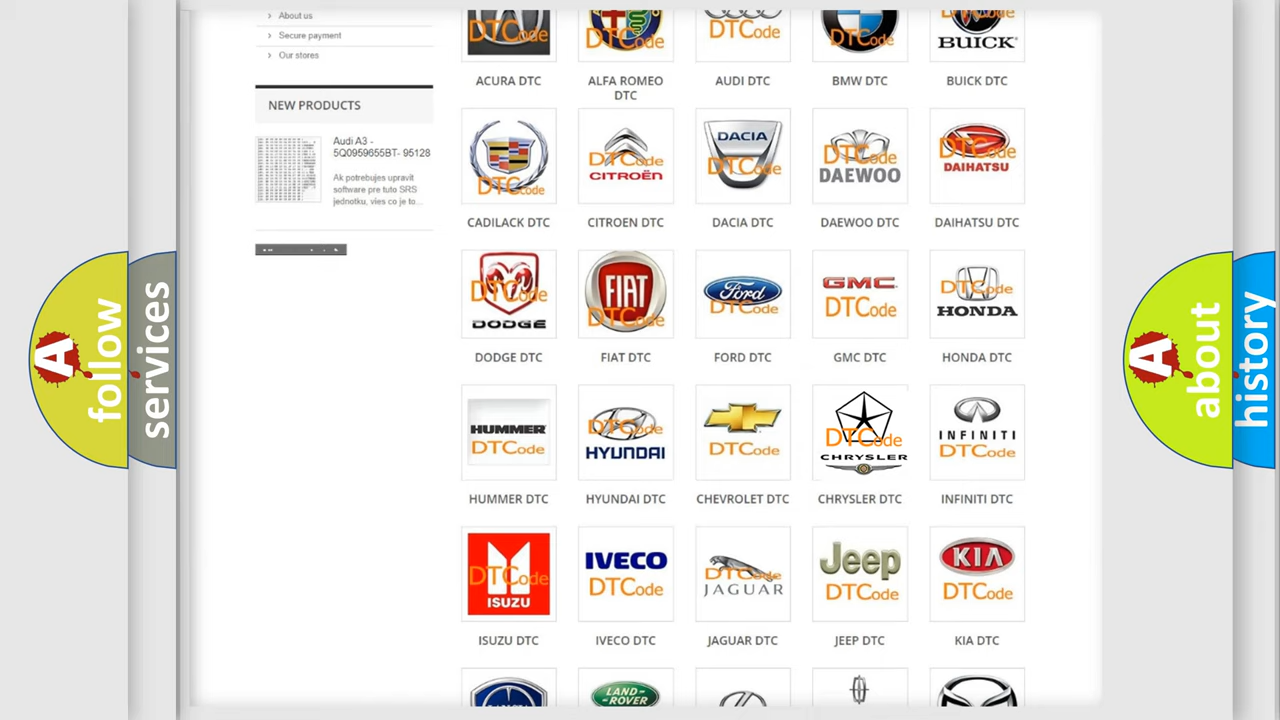 About us
Secure payment
Our stores
NEW PRODUCTS
Audi A3 -
5Q0959655BT- 95128
Ak potrebujes upravit
software pre tuto SRS
jednotku, vies co je to...
DTCode
DTCode
DTCode
DTCode
BUICK
ACURA DTC
ALFA ROMEO
DTC
AUDI DTC
BMW DTC
BUICK DTC
DTCode
DTCode
CITROËN
DACIA
DTCode
DTCode
DAEWOO
DTCode
DAIHATSU
CADILACK DTC
CITROEN DTC
DACIA DTC
DAEWOO DTC
DAIHATSU DTC
DTCode
DODGE
FIAT
DTCode
Ford
DTCode
GMC
DTCode
DTCode
HONDA
DODGE DTC
FIAT DTC
FORD DTC
GMC DTC
HONDA DTC
HUMMER
DTCode
DTCode
HYUNDAI
DTCode
DTCode
CHRYSLER
INFINITI
DTCode
HUMMER DTC
HYUNDAI DTC
CHEVROLET DTC
CHRYSLER DTC
INFINITI DTC
DTCode
ISUZU
IVECO
DTCode
DTCode
JAGUAR
Jeep
DTCode
KIA
DTCode
ISUZU DTC
IVECO DTC
JAGUAR DTC
JEEP DTC
KIA DTC
LAND-
ROVER
A
follow
services
A
about
history